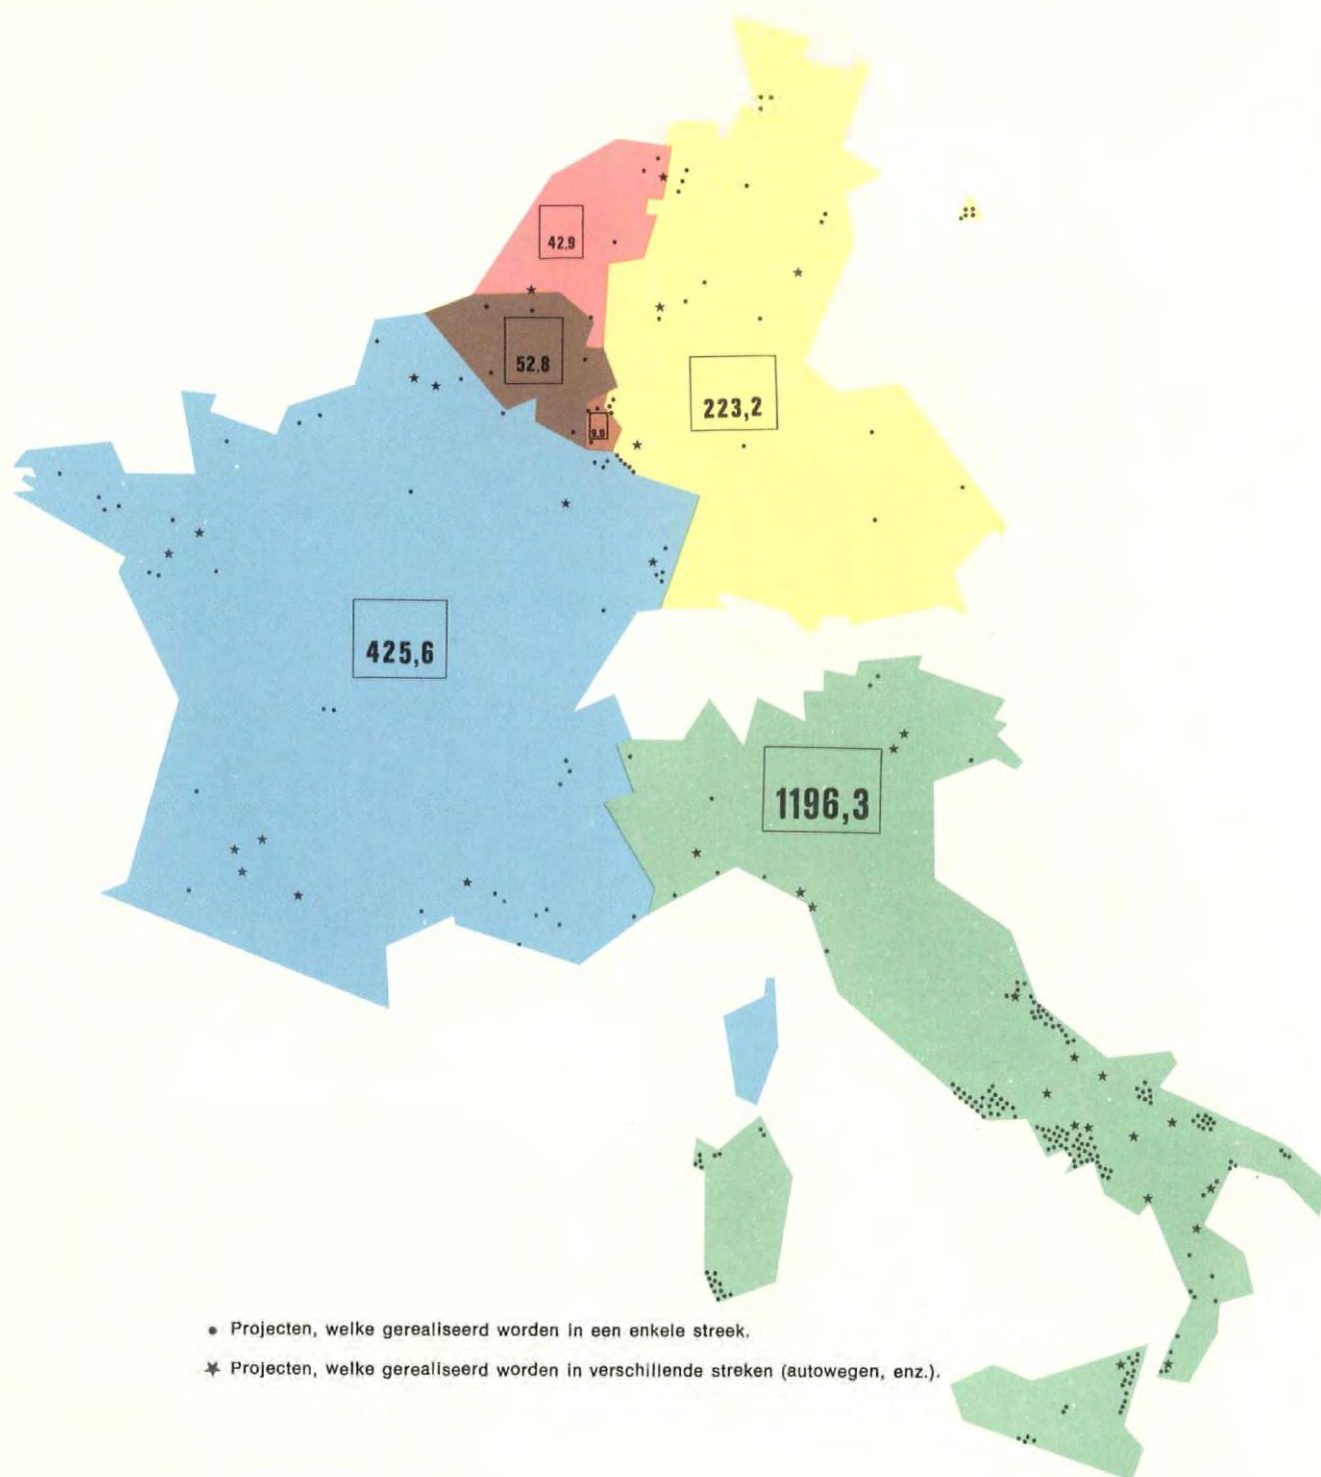 42,9
52,8
223,2
425,6
1196,3
• Projecten, welke gerealiseerd worden in een enkele streek.
★ Projecten, welke gerealiseerd worden in verschillende streken (autowegen, enz.).